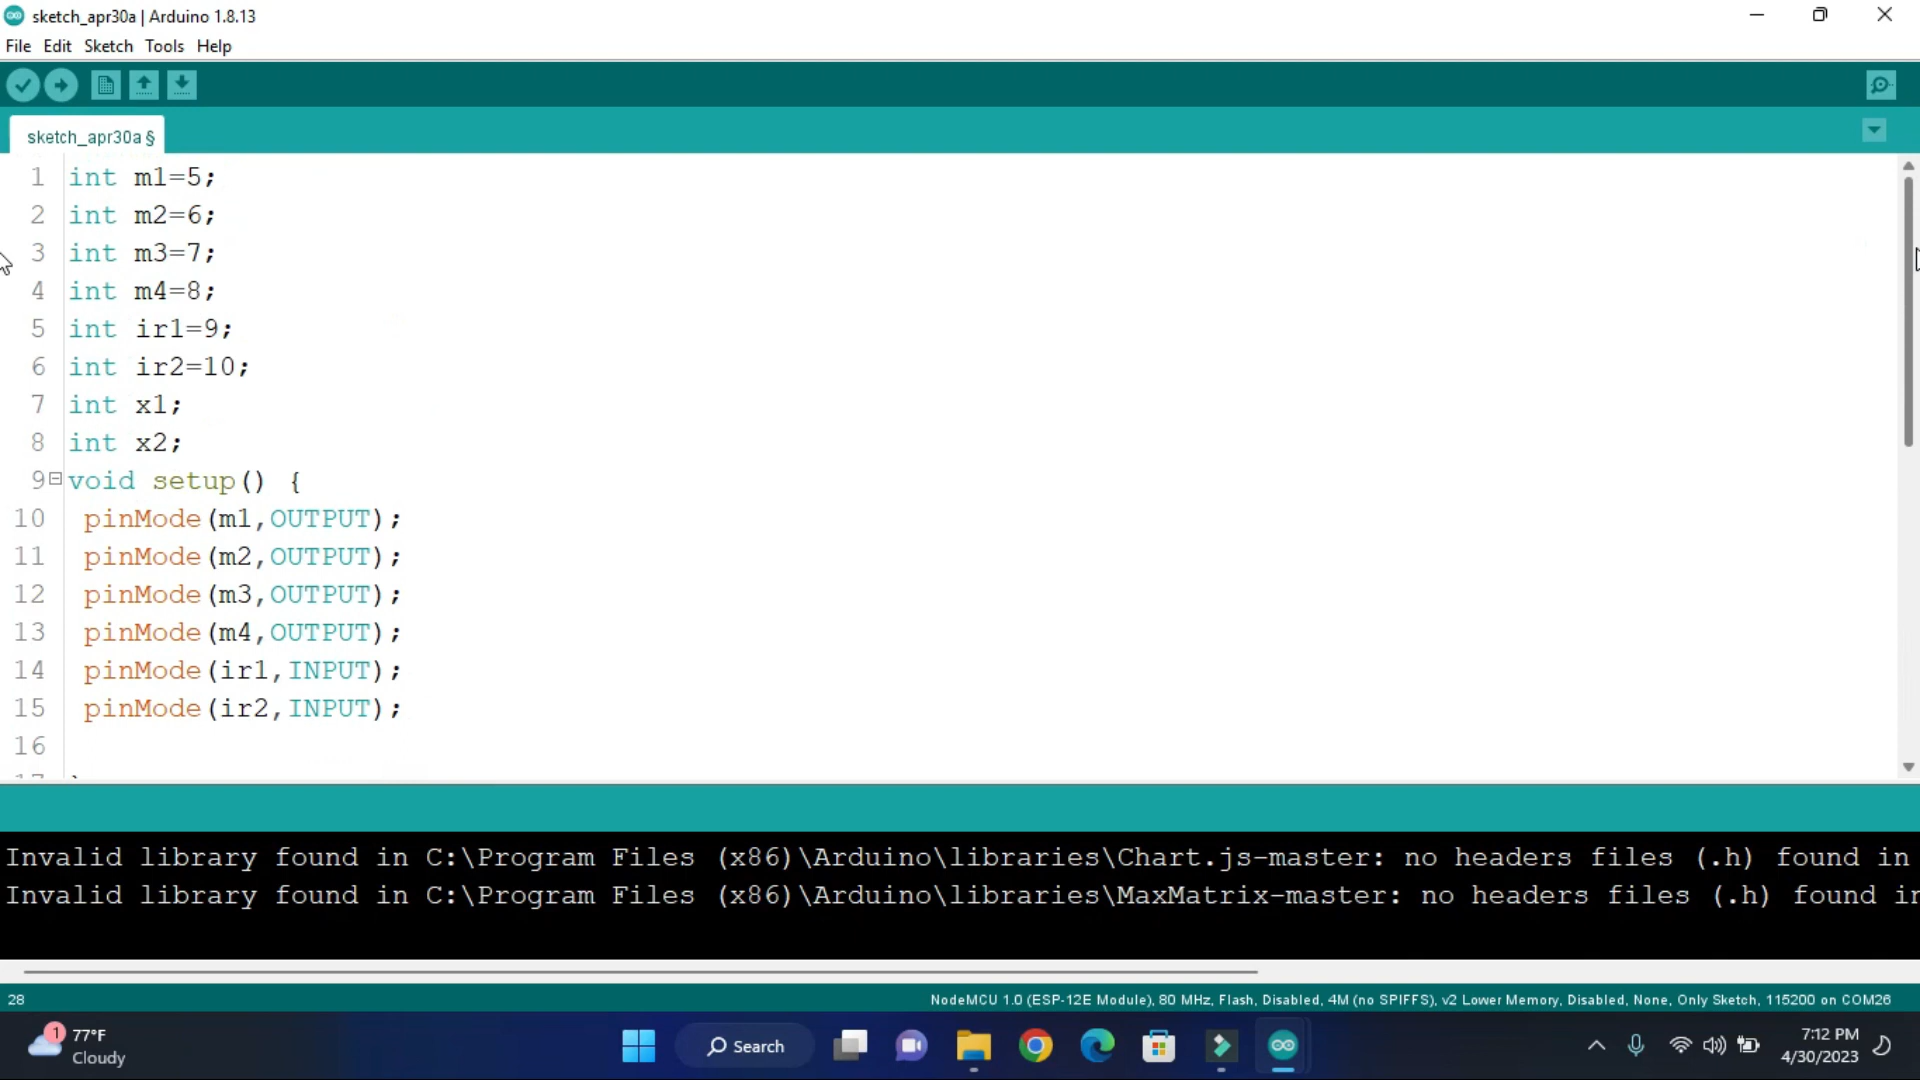 sketch_apr30a | Arduino 1.8.13
File Edit Sketch Tools Help
sketch_apr30a §
1 int m1=5;
2 int m2=6;
3 int m3=7;
4 int m4=8;
5 int ir1=9;
6 int ir2=10;
7 int x1;
8 int x2;
9 void setup() {
10 pinMode(m1,OUTPUT);
11 pinMode(m2,OUTPUT);
12 pinMode(m3,OUTPUT);
13 pinMode(m4,OUTPUT);
14 pinMode(ir1,INPUT);
15 pinMode(ir2,INPUT);
16
Invalid library found in C:\Program Files (x86)\Arduino\libraries\Chart.js-master: no headers files (.h) found in
Invalid library found in C:\Program Files (x86)\Arduino\libraries\MaxMatrix-master: no headers files (.h) found in
28 NodeMCU 1.0 (ESP-12E Module), 80 MHz, Flash, Disabled, 4M (no SPIFFS), v2 Lower Memory, Disabled, None, Only Sketch, 115200 on COM26
1
77°F
Cloudy
Search
7:12 PM
4/30/2023